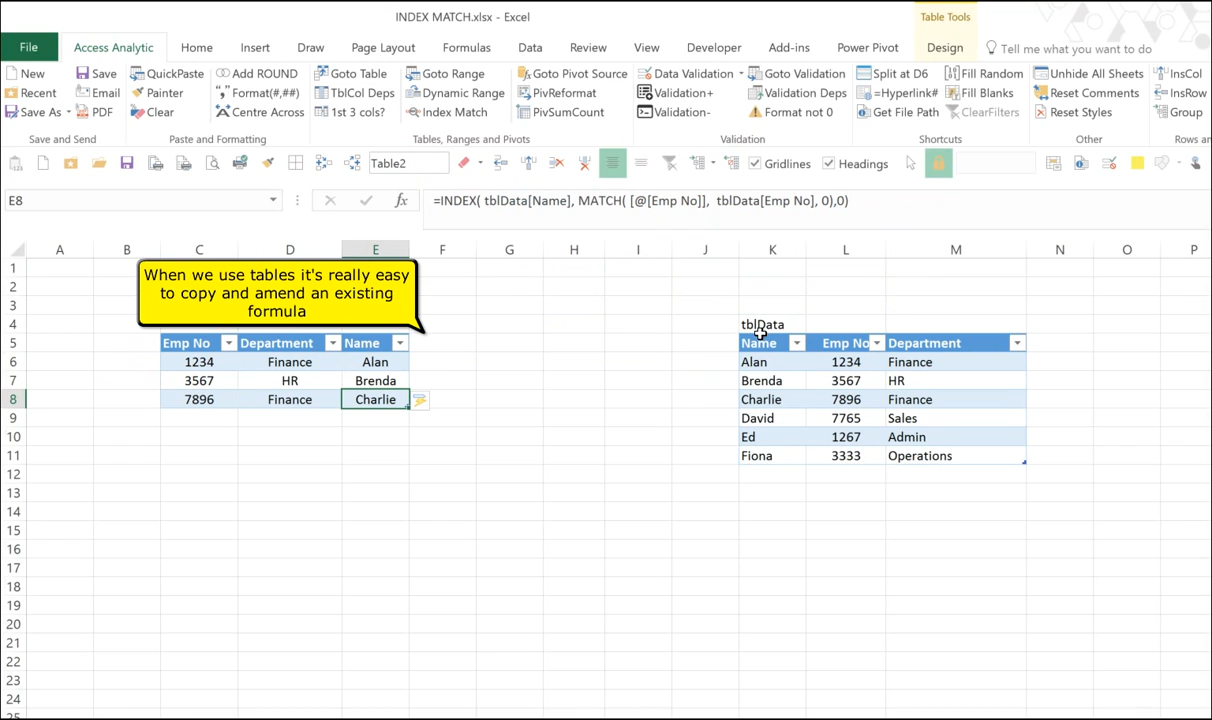 INDEX MATCH.xlsx - Excel
Table Tools
File Access Analytic Home Insert Draw Page Layout Formulas Data Review View Developer Add-ins Power Pivot Design Tell me what you want to do
New Save QuickPaste Add ROUND Goto Table Goto Range Goto Pivot Source Data Validation Goto Validation Split at D6 Fill Random Unhide All Sheets InsCol
Recent Email Painter Format(#,##) TblCol Deps Dynamic Range PivReformat Validation+ Validation Deps =Hyperlink# Fill Blanks Reset Comments InsRow
Save As PDF Clear Centre Across 1st 3 cols? Index Match PivSumCount Validation- Format not 0 Get File Path ClearFilters Reset Styles Group
Save and Send Paste and Formatting Tables, Ranges and Pivots Validation Shortcuts Other Rows an
Table2 Gridlines Headings
E8 fx =INDEX( tblData[Name], MATCH( [@[Emp No]], tblData[Emp No], 0),0)
A B C D E F G H I J K L M N O P
1
When we use tables it's really easy
2
to copy and amend an existing
3
formula
4 tblData
5 Emp No Department Name Name Emp No Department
6 1234 Finance Alan Alan 1234 Finance
7 3567 HR Brenda Brenda 3567 HR
8 7896 Finance Charlie Charlie 7896 Finance
9 David 7765 Sales
10 Ed 1267 Admin
11 Fiona 3333 Operations
12
13
14
15
16
17
18
19
20
21
22
23
24
25